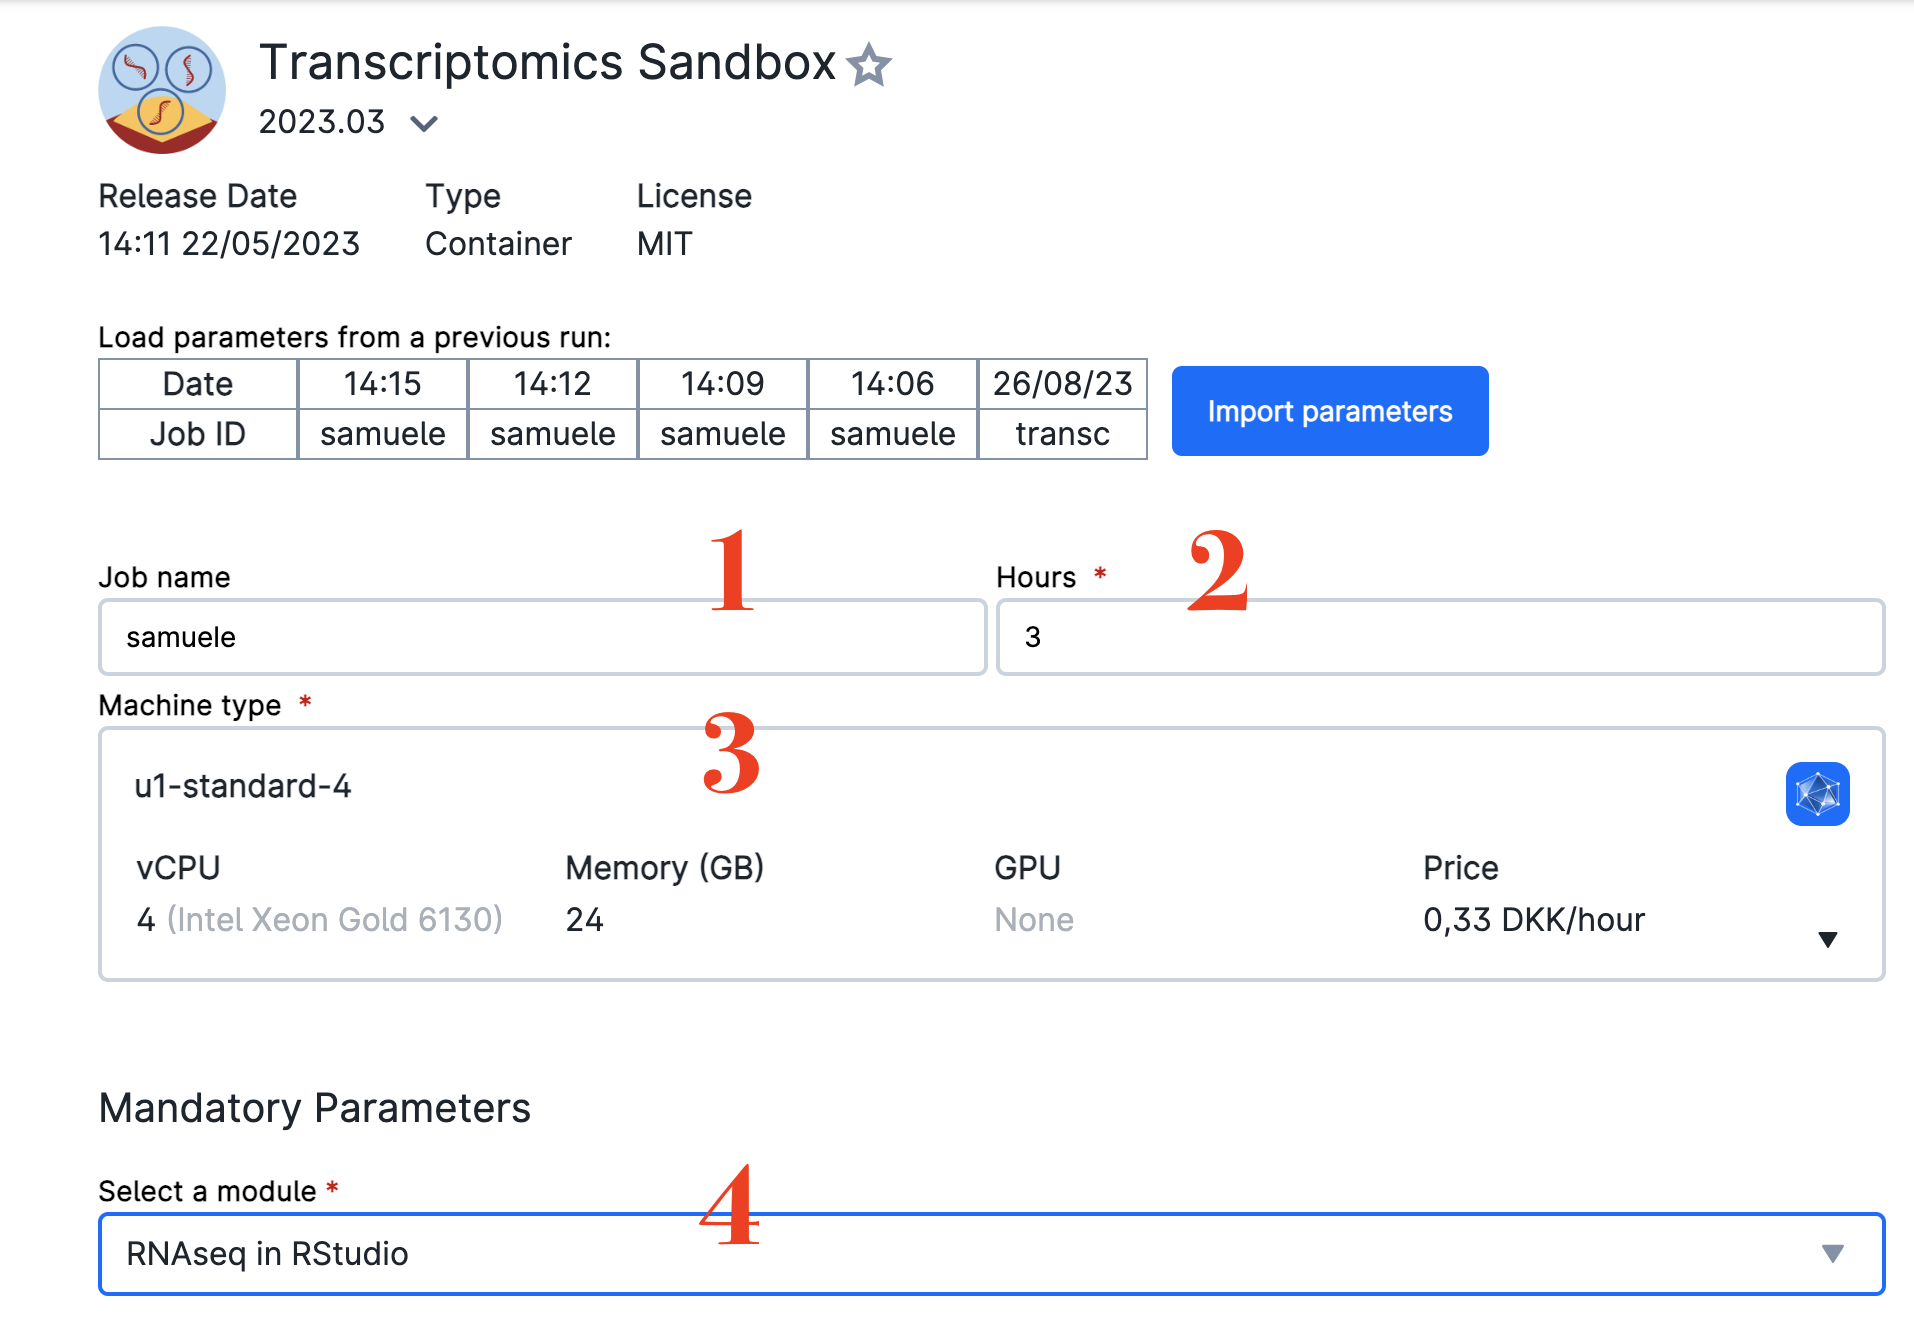 Transcriptomics Sandbox
2023.03
Release Date Type License
14:11 22/05/2023 Container MIT
Load parameters from a previous run:
Date 14:15 14:12 14:09 14:06 26/08/23
Job ID samuele samuele samuele samuele transc
Import parameters
1 2
Job name Hours *
samuele 3
Machine type *
3
u1-standard-4
vCPU Memory (GB) GPU Price
4 (Intel Xeon Gold 6130) 24 None 0,33 DKK/hour
Mandatory Parameters
Select a module *
4
RNAseq in RStudio